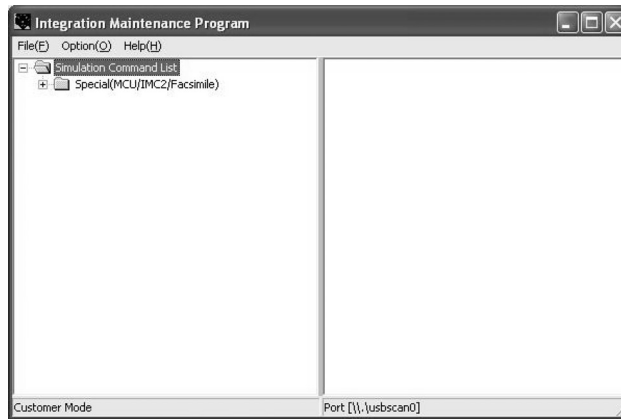 Integration Maintenance Program
File(F) Option(O) Help(H)
Simulation Command List
Special(MCU/IMC2/Facsimile)
Customer Mode Port [\\.\usbscan0]